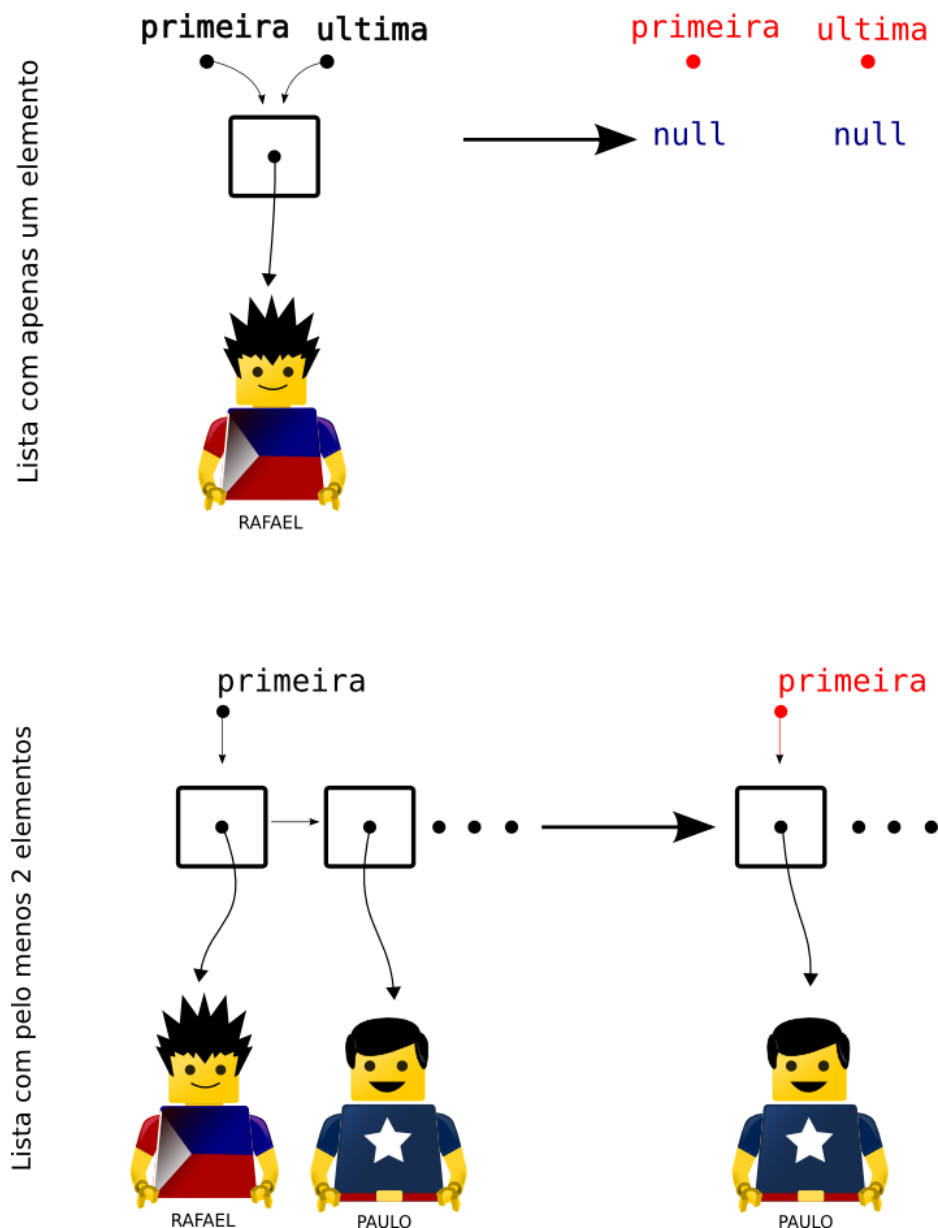 primeira ultima
primeira ultima
null null
Lista com apenas um elemento
RAFAEL
primeira
primeira
Lista com pelo menos 2 elementos
RAFAEL
PAULO
PAULO